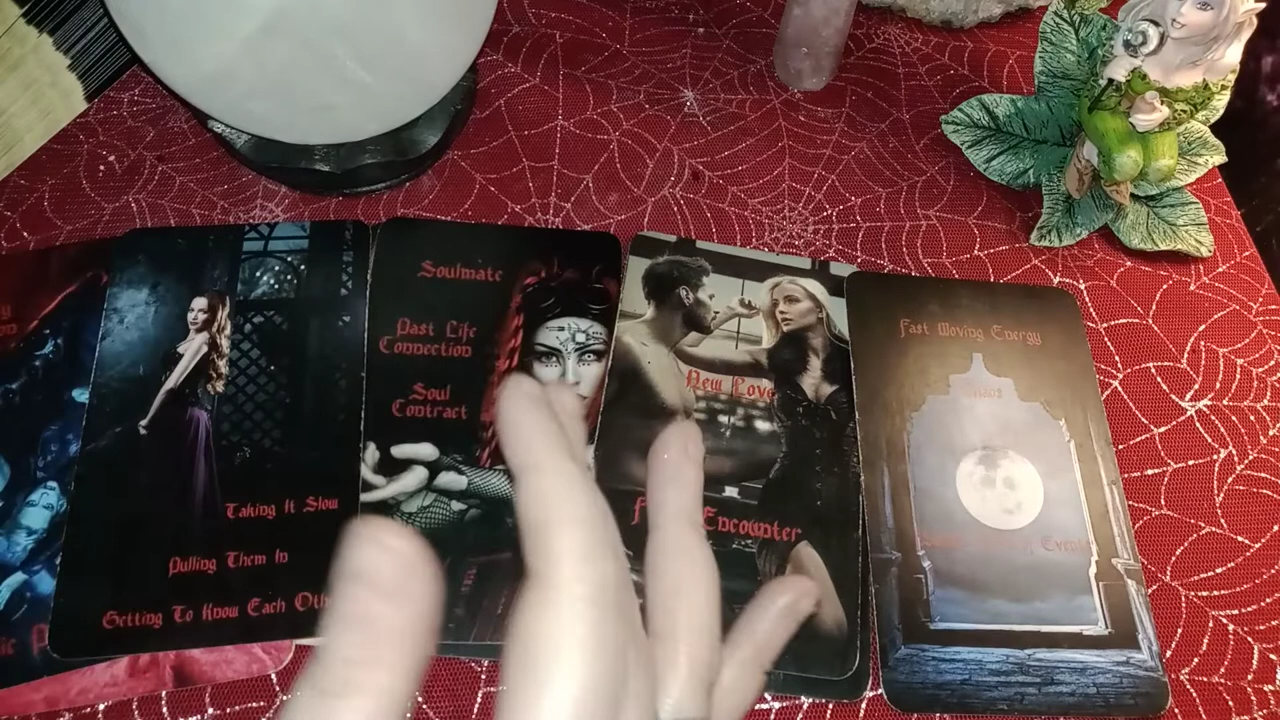 Taking It Slow
Pulling Them In
Getting To Know Each
Soulmate
Past Life
Connection
Soul
Contract
New Love
Encounter
Fast Moving Energy
Chaos